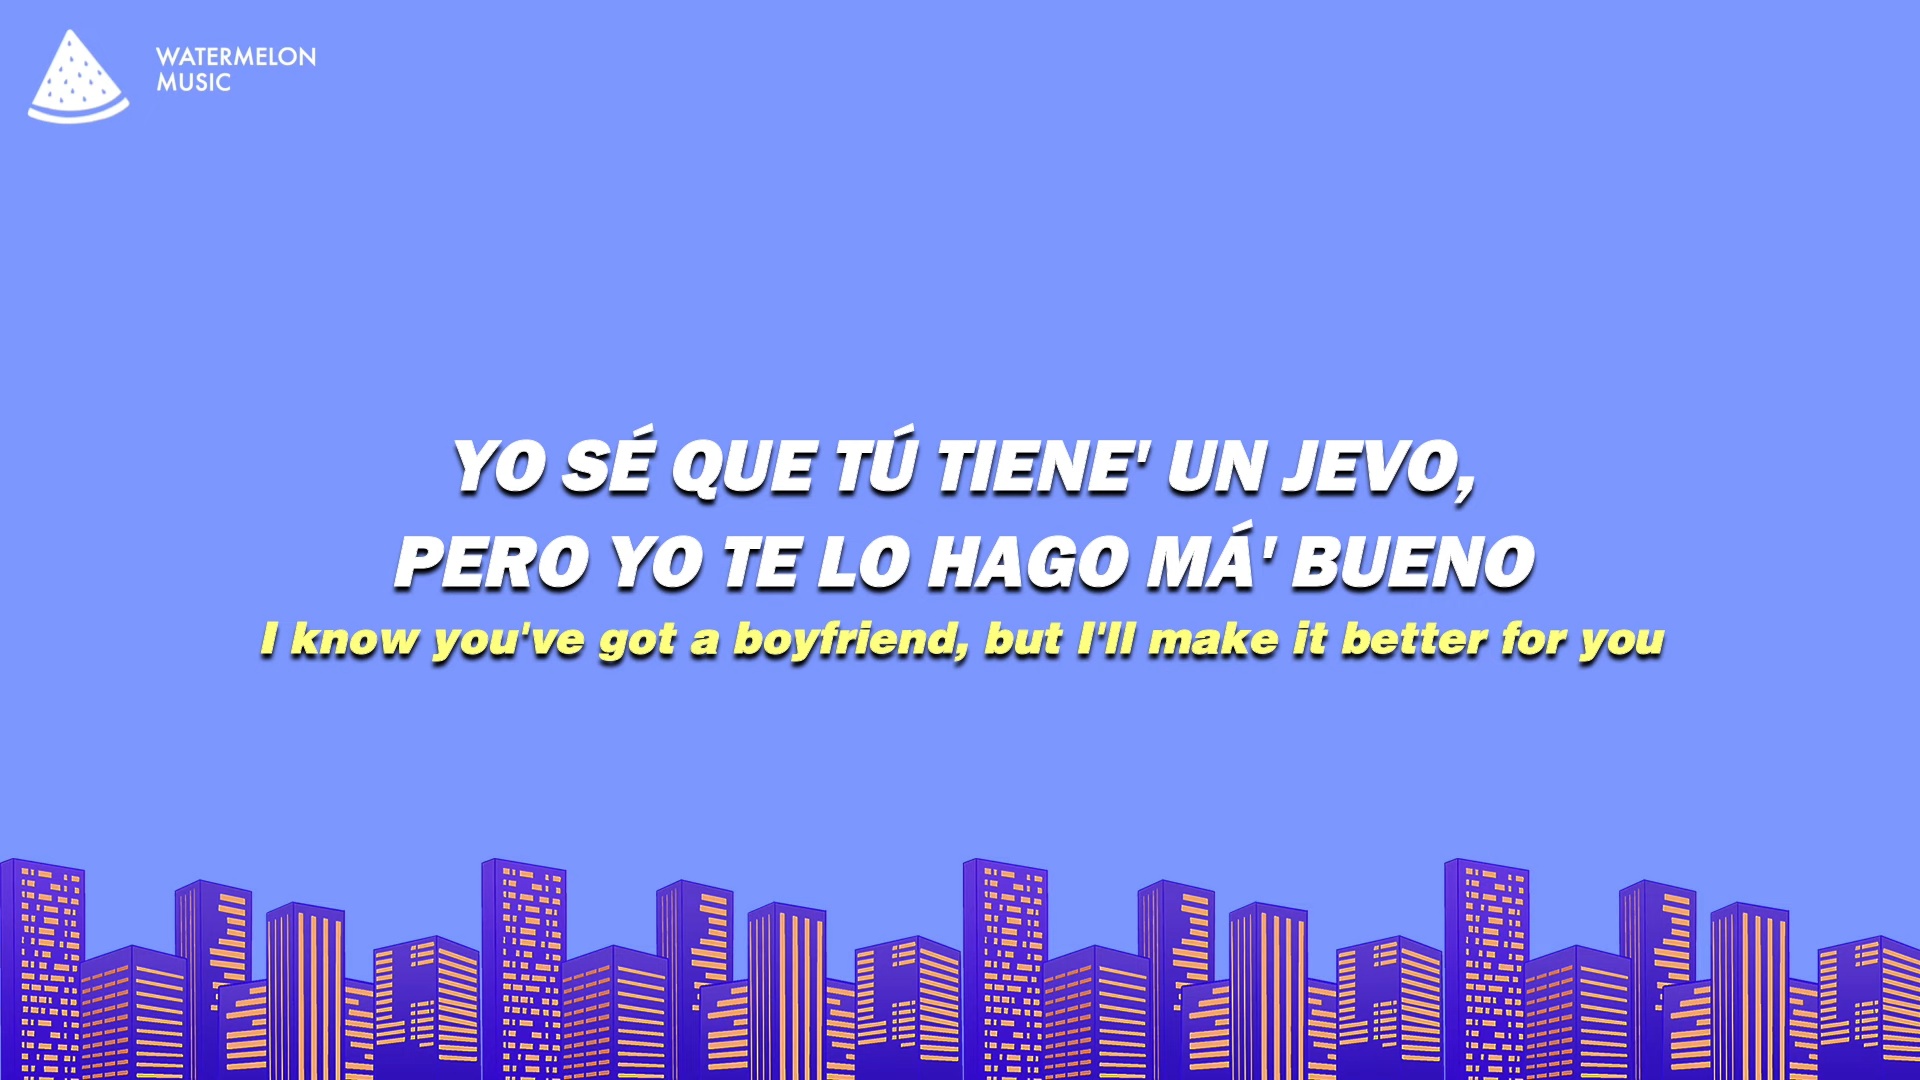 WATERMELON
MUSIC
YO SÉ QUE TÚ TIENE' UN JEVO,
PERO YO TE LO HAGO MÁ' BUENO
I know you've got a boyfriend, but I'll make it better for you